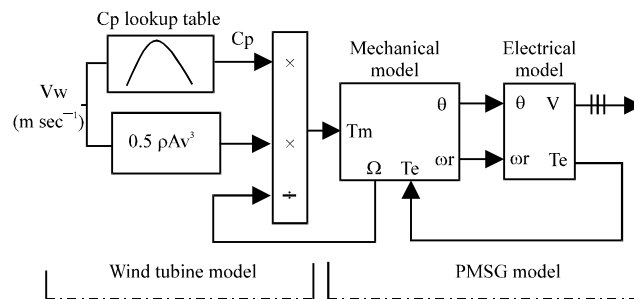 Cp lookup table
Cp
Vw
(m sec⁻¹)
0.5 ρAv³
×
×
÷
Mechanical
model
Tm
θ
ωr
Ω
Te
Electrical
model
θ
V
ωr
Te
Wind tubine model
PMSG model